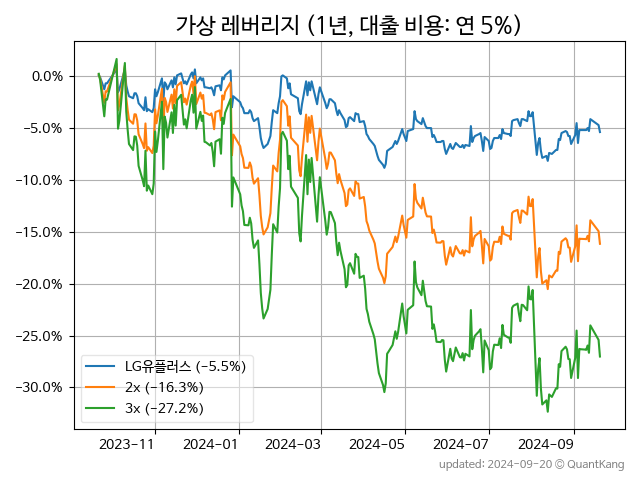 가상 레버리지 (1년, 대출 비용: 연 5%)
0.0%
−5.0%
−10.0%
−15.0%
−20.0%
−25.0%
−30.0%
LG유플러스 (−5.5%)
2x (−16.3%)
3x (−27.2%)
2023-11 2024-01 2024-03 2024-05 2024-07 2024-09
updated: 2024-09-20 © QuantKang